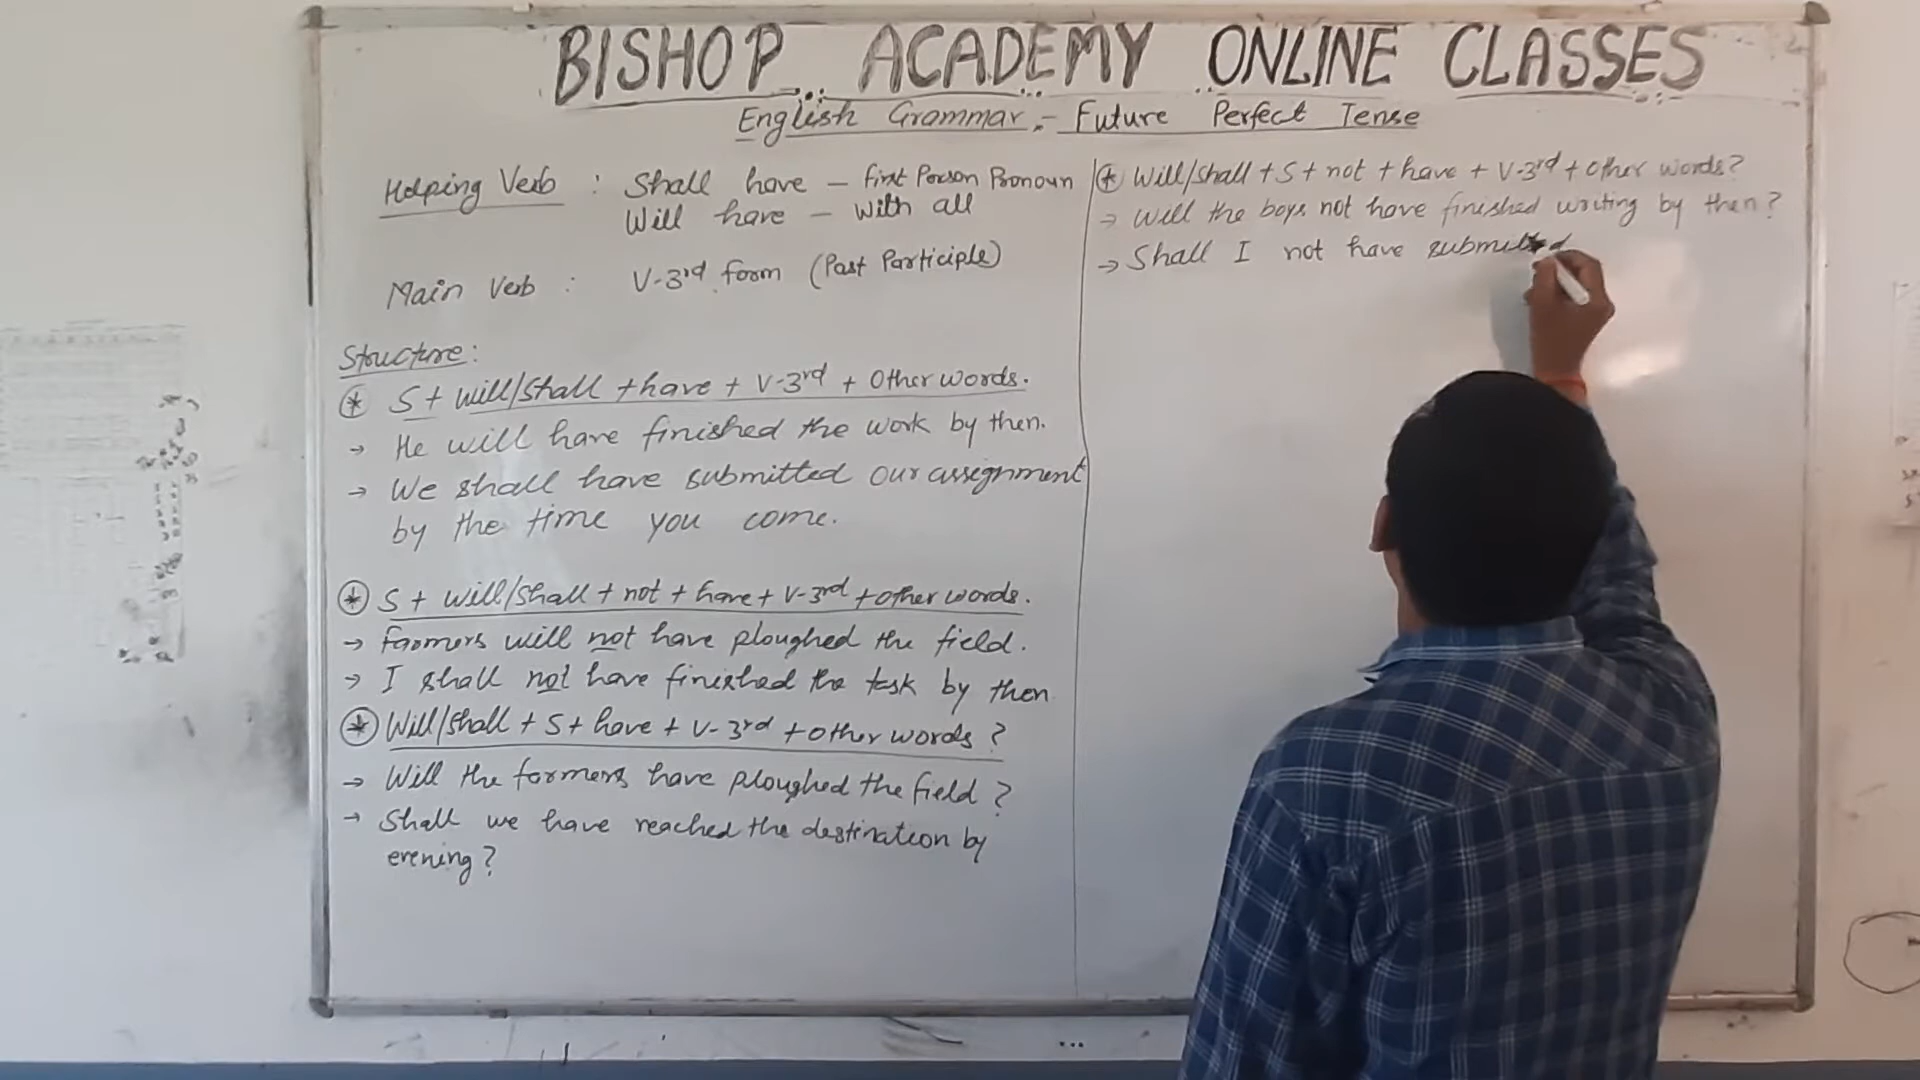 BISHOP ACADEMY ONLINE CLASSES
English Grammar :- Future Perfect Tense
Helping Verb : Shall have - first Person Pronoun
Will have - With all
Main Verb : V-3rd form (Past Participle)
Structure:
* S + will/shall + have + V-3rd + Other words.
→ He will have finished the work by then.
→ We shall have submitted our assignment
by the time you come.
* S + will/shall + not + have + V-3rd + other words.
→ Farmers will not have ploughed the field.
→ I shall not have finished the task by then
* Will/shall + S + have + V-3rd + other words ?
→ Will the farmers have ploughed the field ?
→ Shall we have reached the destination by
evening ?
* Will/shall + S + not + have + V-3rd + other words?
→ Will the boys not have finished writing by then ?
→ Shall I not have submitted